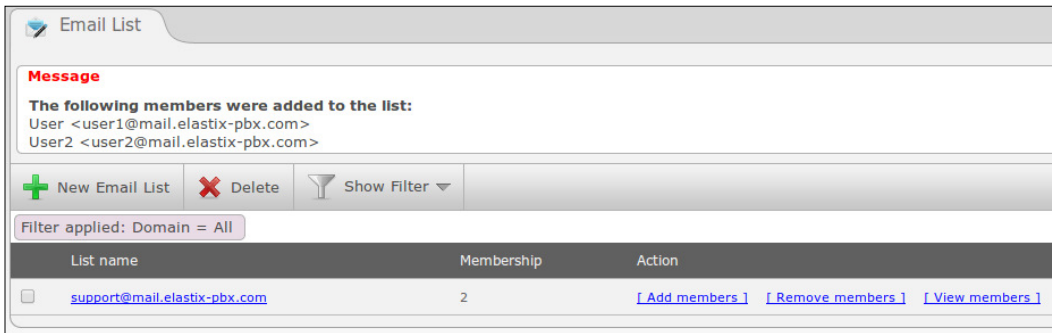 Email List
Message
The following members were added to the list:
User <user1@mail.elastix-pbx.com>
User2 <user2@mail.elastix-pbx.com>
New Email List Delete Show Filter
Filter applied: Domain = All
List name Membership Action
support@mail.elastix-pbx.com 2 [ Add members ] [ Remove members ] [ View members ]